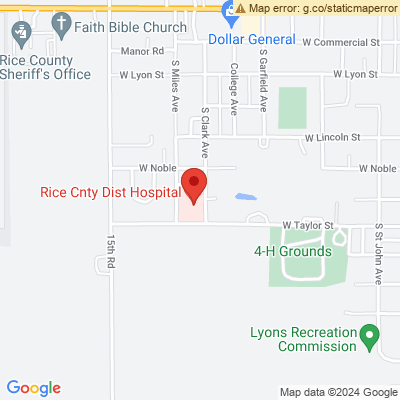 Map error: g.co/staticmaperror
Faith Bible Church
Rice County
Sheriff's Office
Dollar General
W Commercial St
Manor Rd
W Lyon St
W Lyon St
S Miles Ave
S Clark Ave
College Ave
S Garfield Ave
W Lincoln St
W Noble
W Noble S
Rice Cnty Dist Hospital
W Taylor St
4-H Grounds
15th Rd
S St John Ave
Lyons Recreation
Commission
Google
Map data ©2024 Google